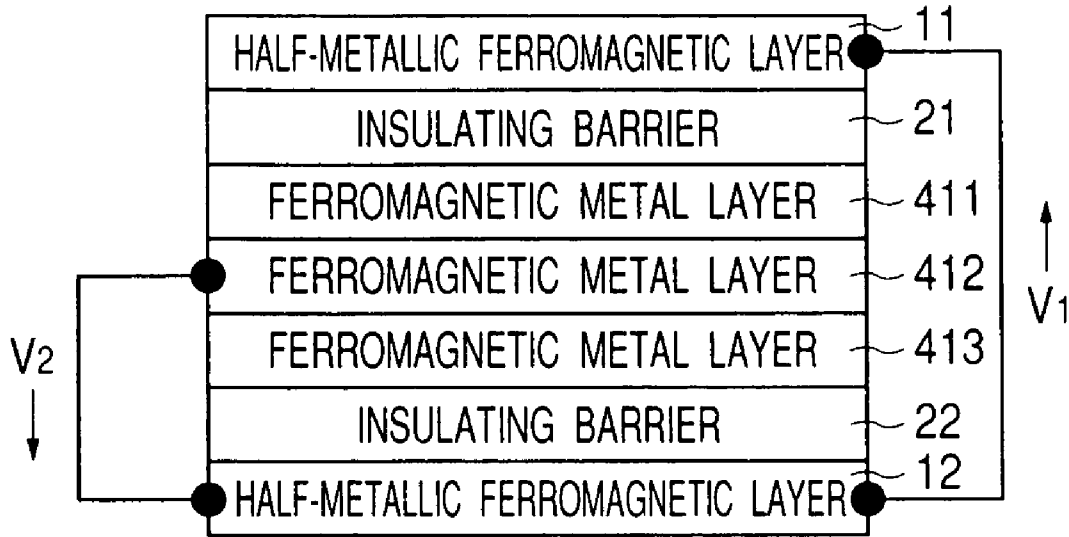 HALF-METALLIC FERROMAGNETIC LAYER 11
INSULATING BARRIER 21
FERROMAGNETIC METAL LAYER 411
FERROMAGNETIC METAL LAYER 412
V1
FERROMAGNETIC METAL LAYER 413
V2
INSULATING BARRIER 22
HALF-METALLIC FERROMAGNETIC LAYER 12